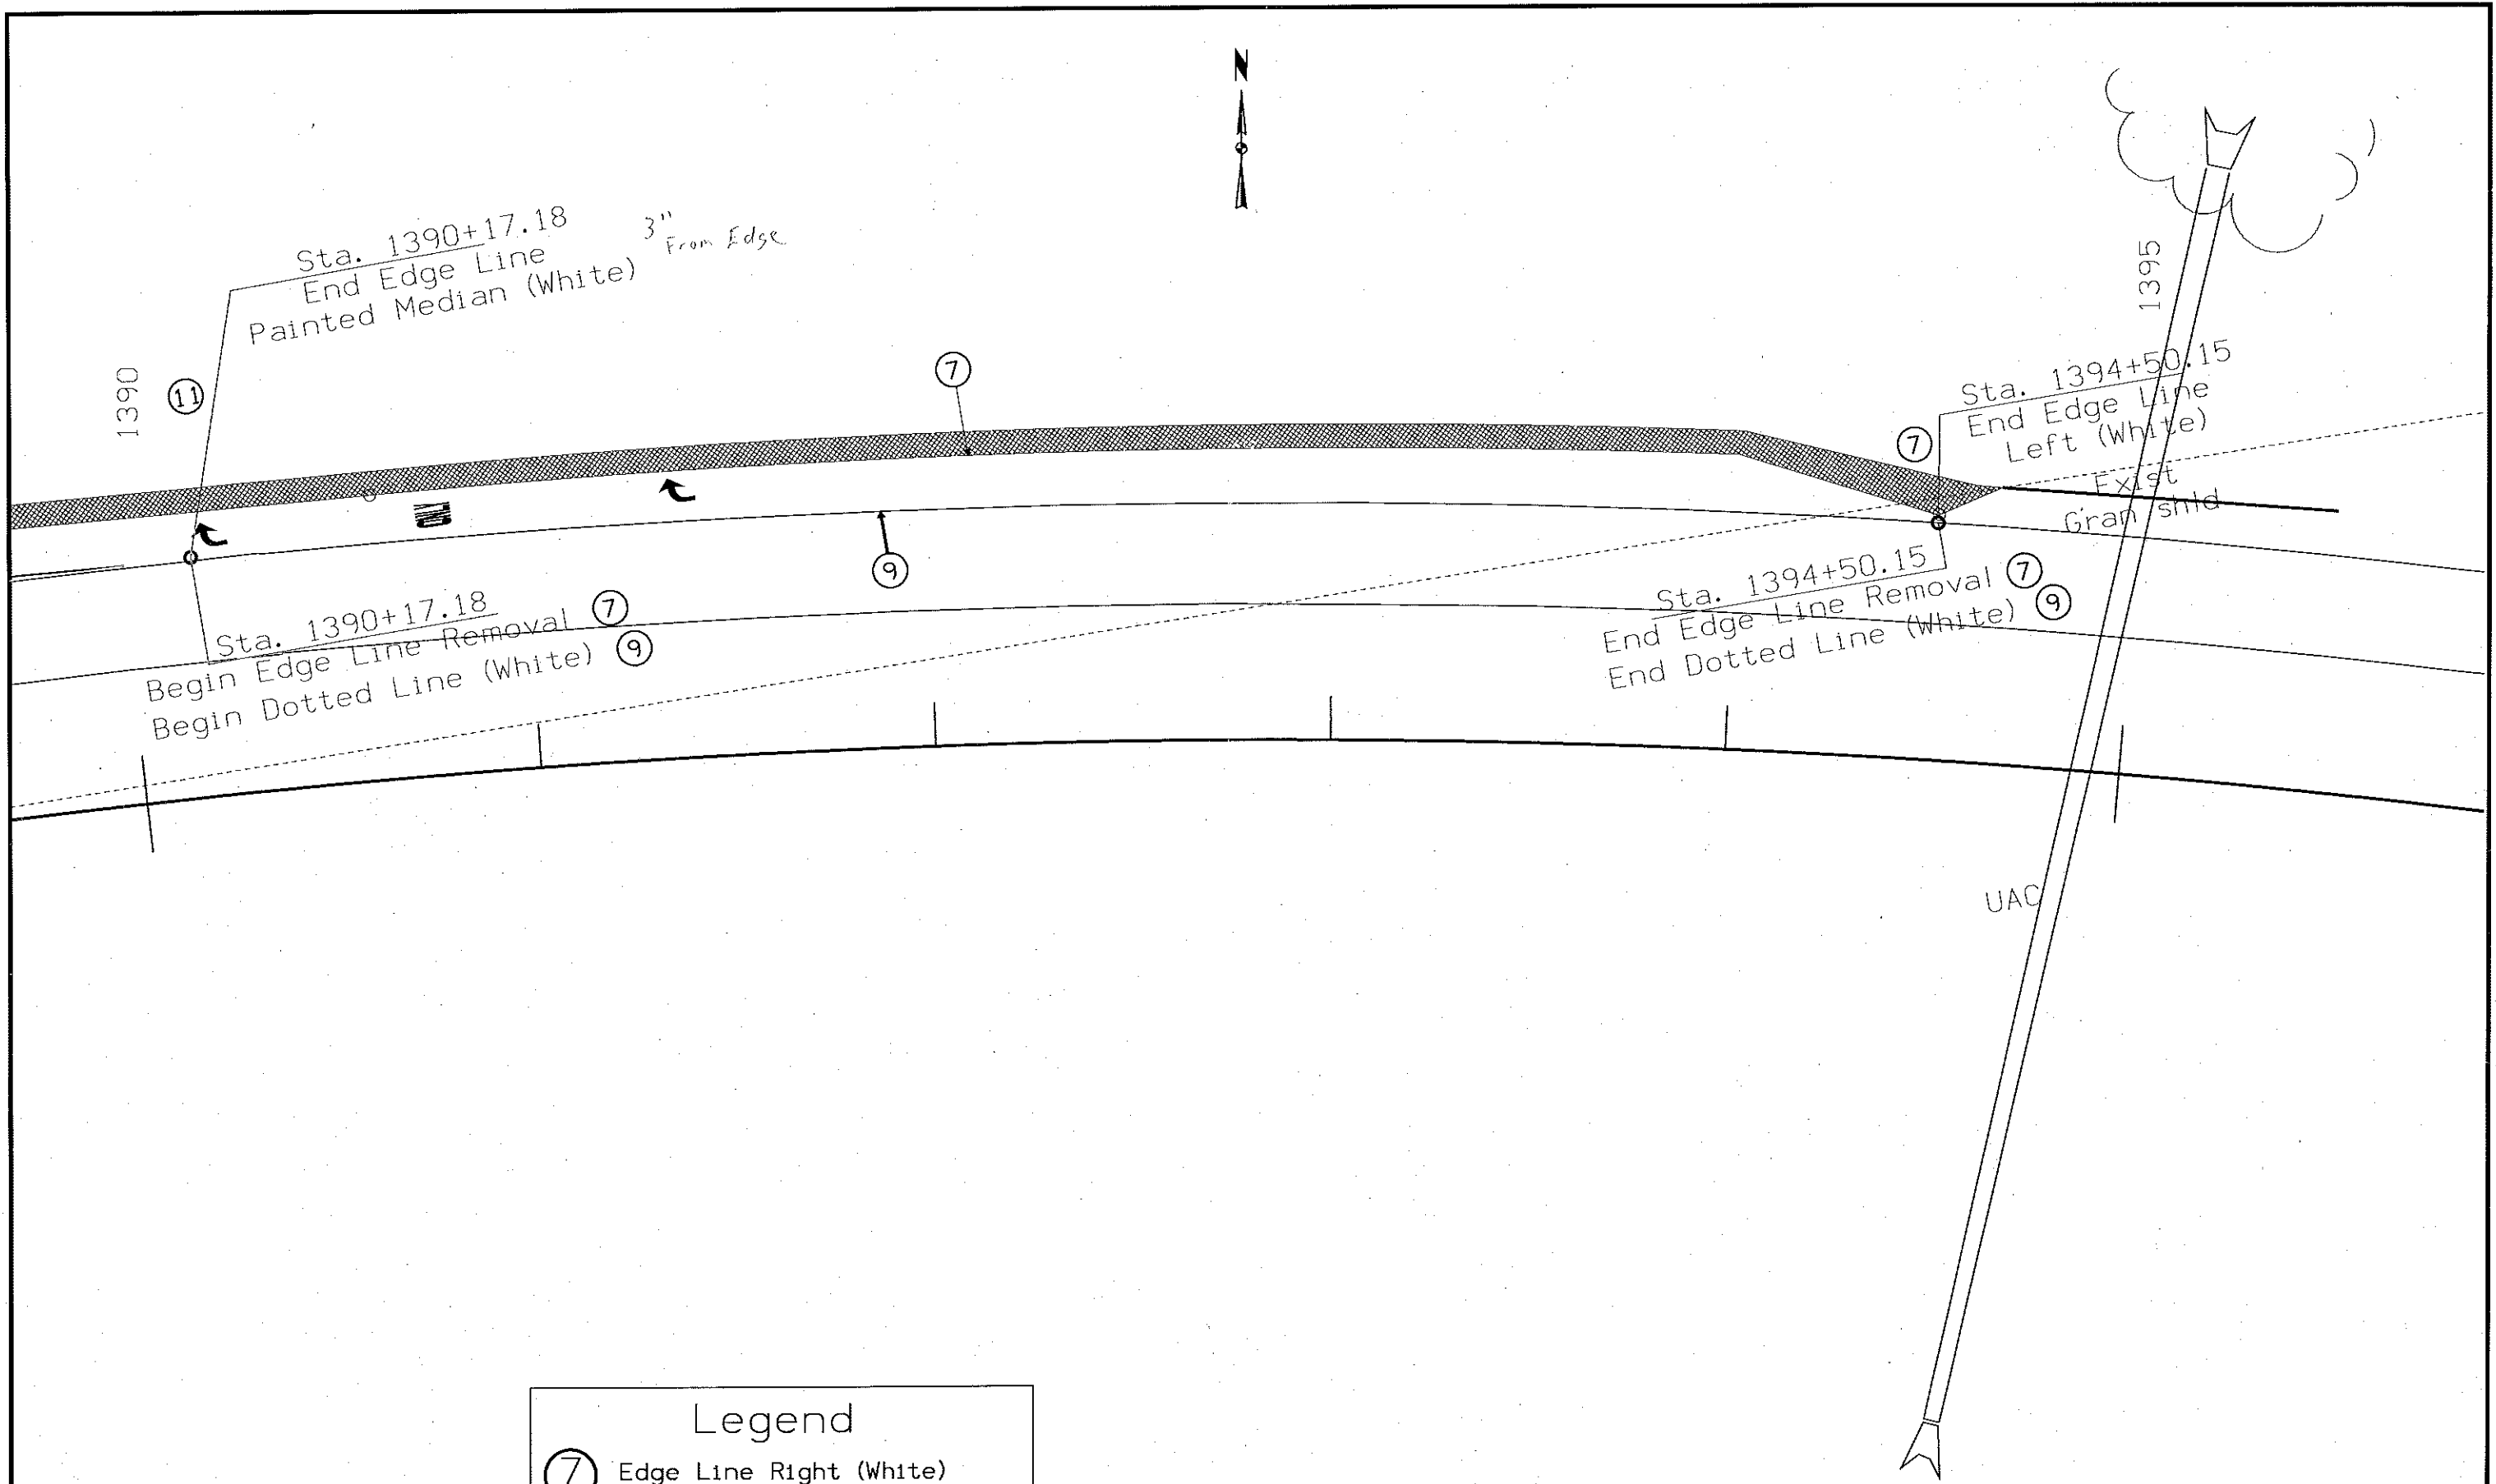 N
Sta. 1390+17.18
End Edge Line
Painted Median (White)
3"
From Edge
1390
11
7
1395
Sta. 1394+50.15
End Edge Line
Left (White)
7
Exist
Gran shld
9
Sta. 1390+17.18
Begin Edge Line Removal 7
Begin Dotted Line (White) 9
Sta. 1394+50.15
End Edge Line Removal 7
End Dotted Line (White) 9
UAC
Legend
7 Edge Line Right (White)